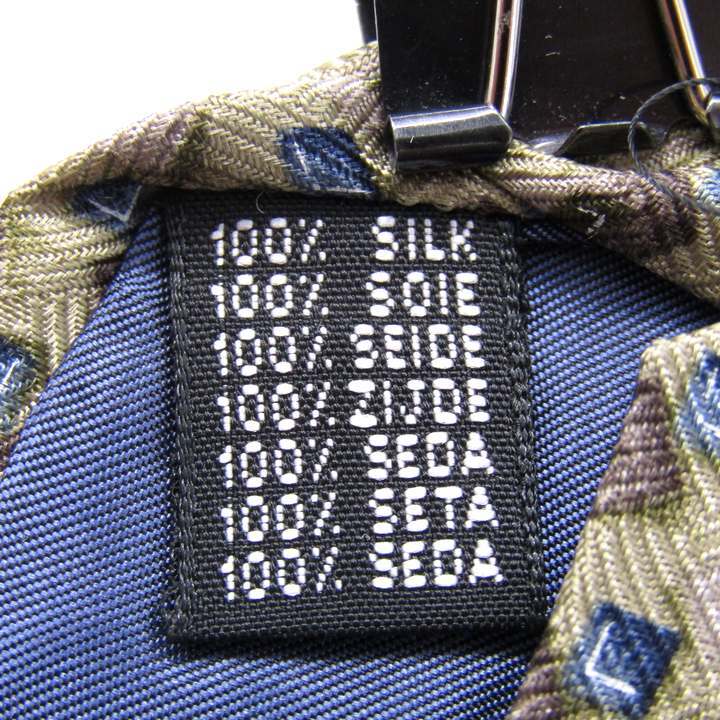 100% SILK
100% SOIE
100% SEIDE
100% ZIJDE
100% SEDA
100% SETA
100% SEDA